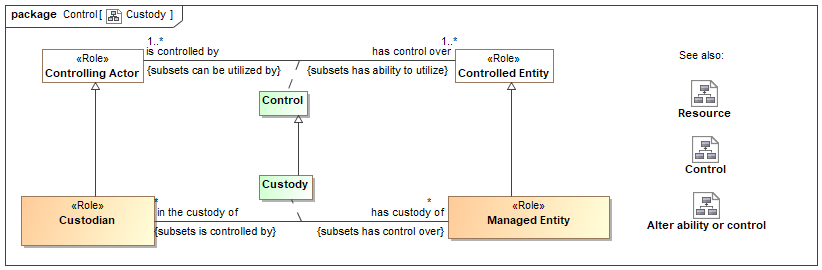 package Control[ Custody ]
1..* 1..*
is controlled by has control over See also:
«Role» «Role»
Controlling Actor Controlled Entity
{subsets can be utilized by} {subsets has ability to utilize}
Control
Resource
Control
Custody
* *
«Role» in the custody of has custody of «Role»
Custodian Managed Entity
{subsets is controlled by} {subsets has control over}
Alter ability or control